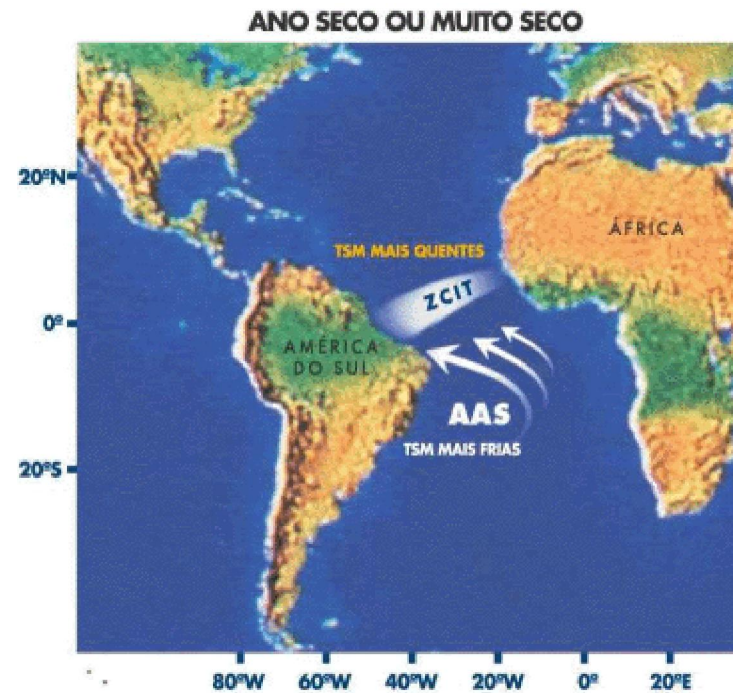 ANO SECO OU MUITO SECO
20ºN
ÁFRICA
TSM MAIS QUENTES
ZCIT
0º
AMÉRICA
DO SUL
AAS
TSM MAIS FRIAS
20ºS
80ºW 60ºW 40ºW 20ºW 0º 20ºE